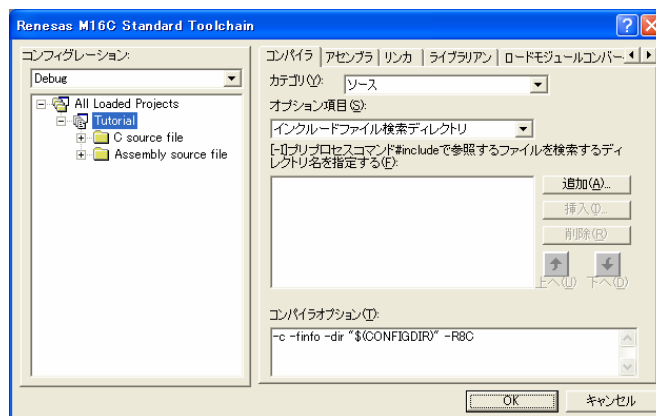 Renesas M16C Standard Toolchain
コンフィグレーション:
Debug
All Loaded Projects
Tutorial
C source file
Assembly source file
コンパイラ アセンブラ リンカ ライブラリアン ロードモジュールコンバー
カテゴリ(Y): ソース
オプション項目(S):
インクルードファイル検索ディレクトリ
[-I]プリプロセスコマンド#includeで参照するファイルを検索するディ
レクトリ名を指定する(F):
追加(A)...
挿入(I)...
削除(R)
上へ(U) 下へ(D)
コンパイラオプション(T):
-c -finfo -dir "$(CONFIGDIR)" -R8C
OK キャンセル